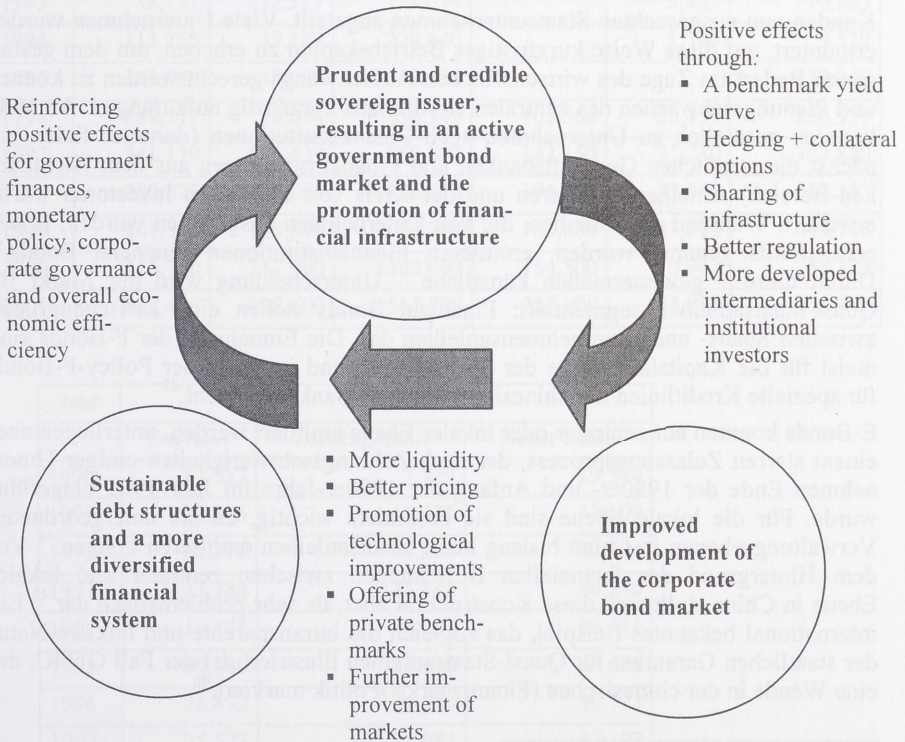 Prudent and credible
sovereign issuer,
resulting in an active
government bond
market and the
promotion of finan-
cial infrastructure
Positive effects
through:
▪ A benchmark yield
curve
▪ Hedging + collateral
options
▪ Sharing of
infrastructure
▪ Better regulation
▪ More developed
intermediaries and
institutional
investors
Improved
development of
the corporate
bond market
▪ More liquidity
▪ Better pricing
▪ Promotion of
technological
improvements
▪ Offering of
private bench-
marks
▪ Further im-
provement of
markets
Sustainable
debt structures
and a more
diversified
financial
system
Reinforcing
positive effects
for government
finances,
monetary
policy, corpo-
rate governance
and overall eco-
nomic effi-
ciency